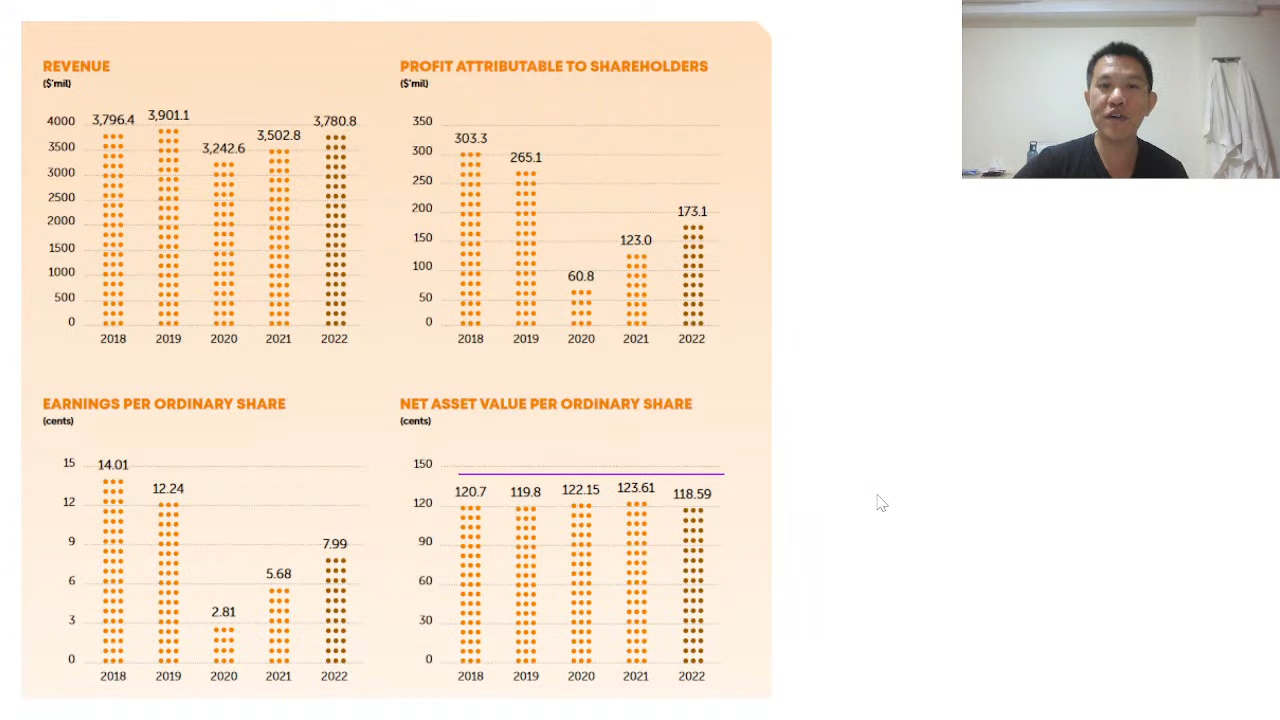 REVENUE
($'mil)
3,796.4 3,901.1 3,242.6 3,502.8 3,780.8
4000
3500
3000
2500
2000
1500
1000
500
0
2018 2019 2020 2021 2022
PROFIT ATTRIBUTABLE TO SHAREHOLDERS
($'mil)
303.3 265.1 60.8 123.0 173.1
350
300
250
200
150
100
50
0
2018 2019 2020 2021 2022
EARNINGS PER ORDINARY SHARE
(cents)
14.01 12.24 2.81 5.68 7.99
15
12
9
6
3
0
2018 2019 2020 2021 2022
NET ASSET VALUE PER ORDINARY SHARE
(cents)
120.7 119.8 122.15 123.61 118.59
150
120
90
60
30
0
2018 2019 2020 2021 2022